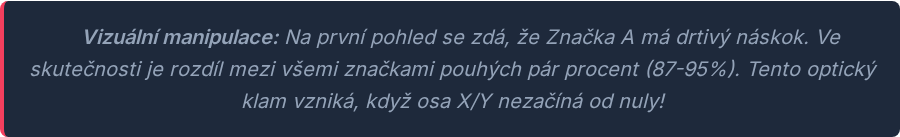 Vizuální manipulace: Na první pohled se zdá, že Značka A má drtivý náskok. Ve
skutečnosti je rozdíl mezi všemi značkami pouhých pár procent (87-95%). Tento optický
klam vzniká, když osa X/Y nezačíná od nuly!